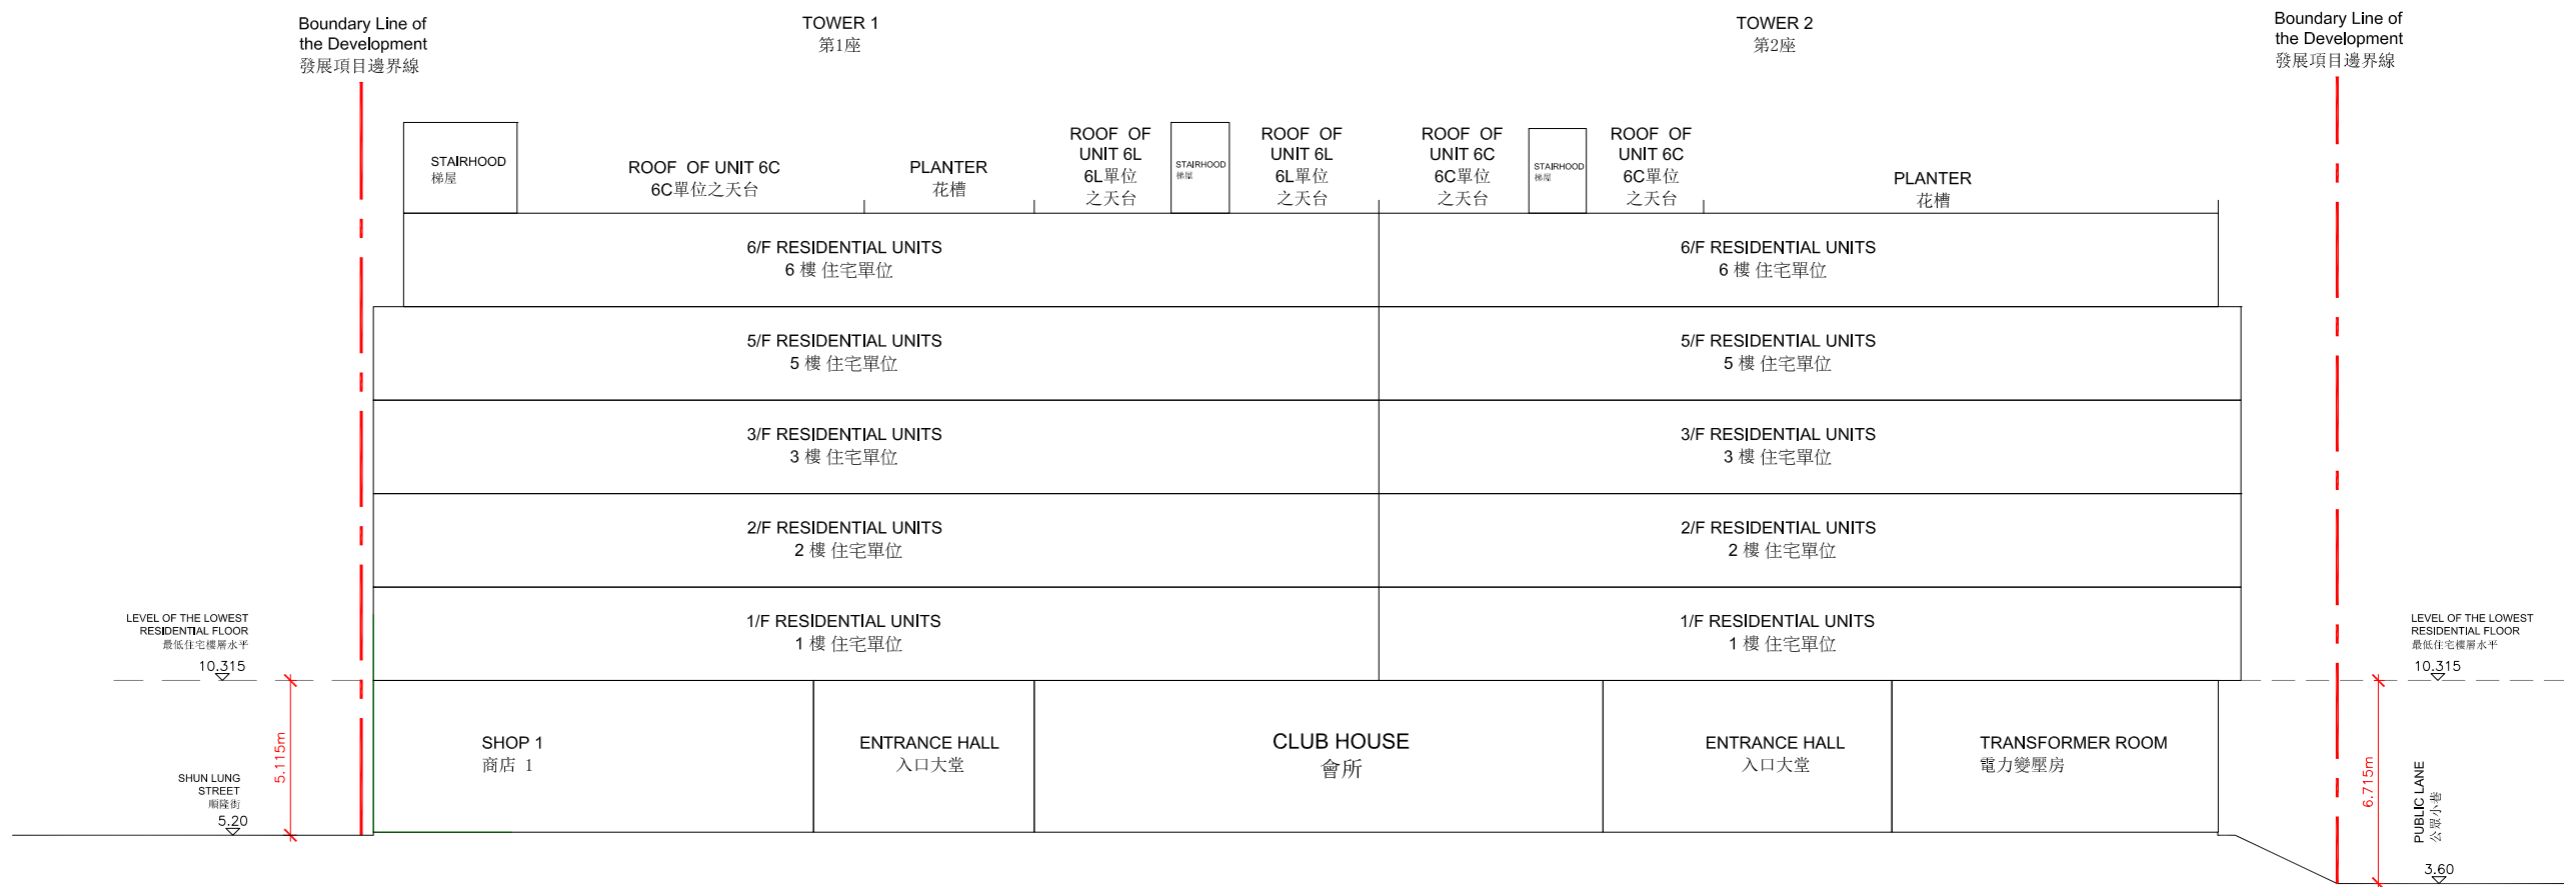 Boundary Line of
the Development
發展項目邊界線
TOWER 1
第1座
TOWER 2
第2座
Boundary Line of
the Development
發展項目邊界線
STAIRHOOD
梯屋
ROOF OF UNIT 6C
6C單位之天台
PLANTER
花槽
ROOF OF
UNIT 6L
6L單位
之天台
STAIRHOOD
梯屋
ROOF OF
UNIT 6L
6L單位
之天台
ROOF OF
UNIT 6C
6C單位
之天台
STAIRHOOD
梯屋
ROOF OF
UNIT 6C
6C單位
之天台
PLANTER
花槽
6/F RESIDENTIAL UNITS
6 樓 住宅單位
6/F RESIDENTIAL UNITS
6 樓 住宅單位
5/F RESIDENTIAL UNITS
5 樓 住宅單位
5/F RESIDENTIAL UNITS
5 樓 住宅單位
3/F RESIDENTIAL UNITS
3 樓 住宅單位
3/F RESIDENTIAL UNITS
3 樓 住宅單位
2/F RESIDENTIAL UNITS
2 樓 住宅單位
2/F RESIDENTIAL UNITS
2 樓 住宅單位
1/F RESIDENTIAL UNITS
1 樓 住宅單位
1/F RESIDENTIAL UNITS
1 樓 住宅單位
LEVEL OF THE LOWEST
RESIDENTIAL FLOOR
最低住宅樓層水平
10.315
LEVEL OF THE LOWEST
RESIDENTIAL FLOOR
最低住宅樓層水平
10.315
5.115m
SHUN LUNG
STREET
順隆街
5.20
SHOP 1
商店 1
ENTRANCE HALL
入口大堂
CLUB HOUSE
會所
ENTRANCE HALL
入口大堂
TRANSFORMER ROOM
電力變壓房
6.715m
PUBLIC LANE
公眾小巷
3.60